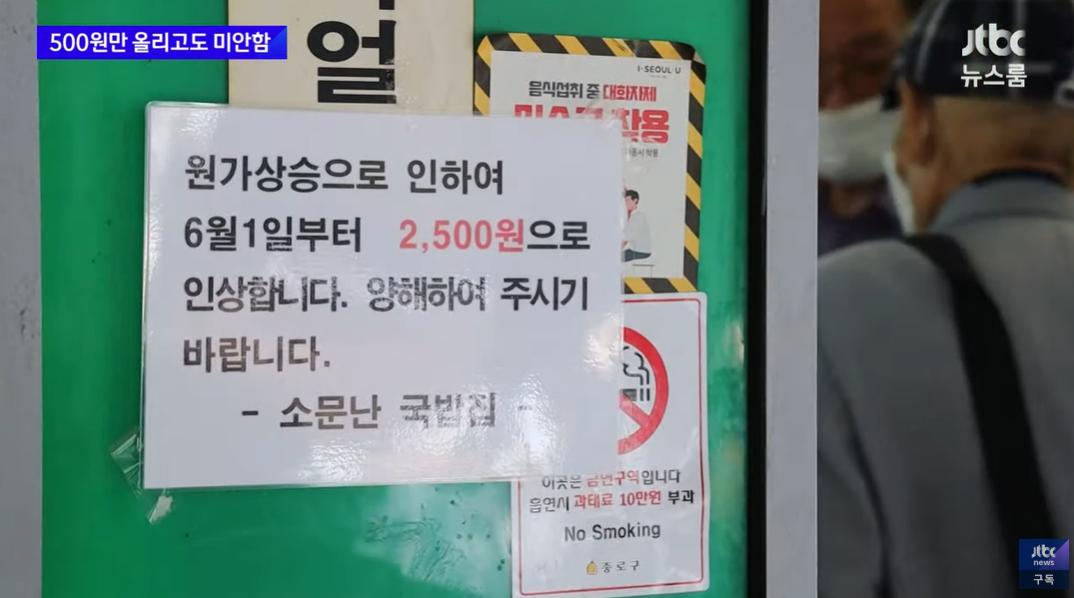 500원만 올리고도 미안함
jtbc
뉴스룸
얼
I·SEOUL·U
음식섭취 중 대화자제
착용
원가상승으로 인하여
6월1일부터 2,500원으로
인상합니다. 양해하여 주시기
바랍니다.
- 소문난 국밥집 -
이곳은 금연구역입니다
흡연시 과태료 10만원 부과
No Smoking
종로구
jtbc
news
구독